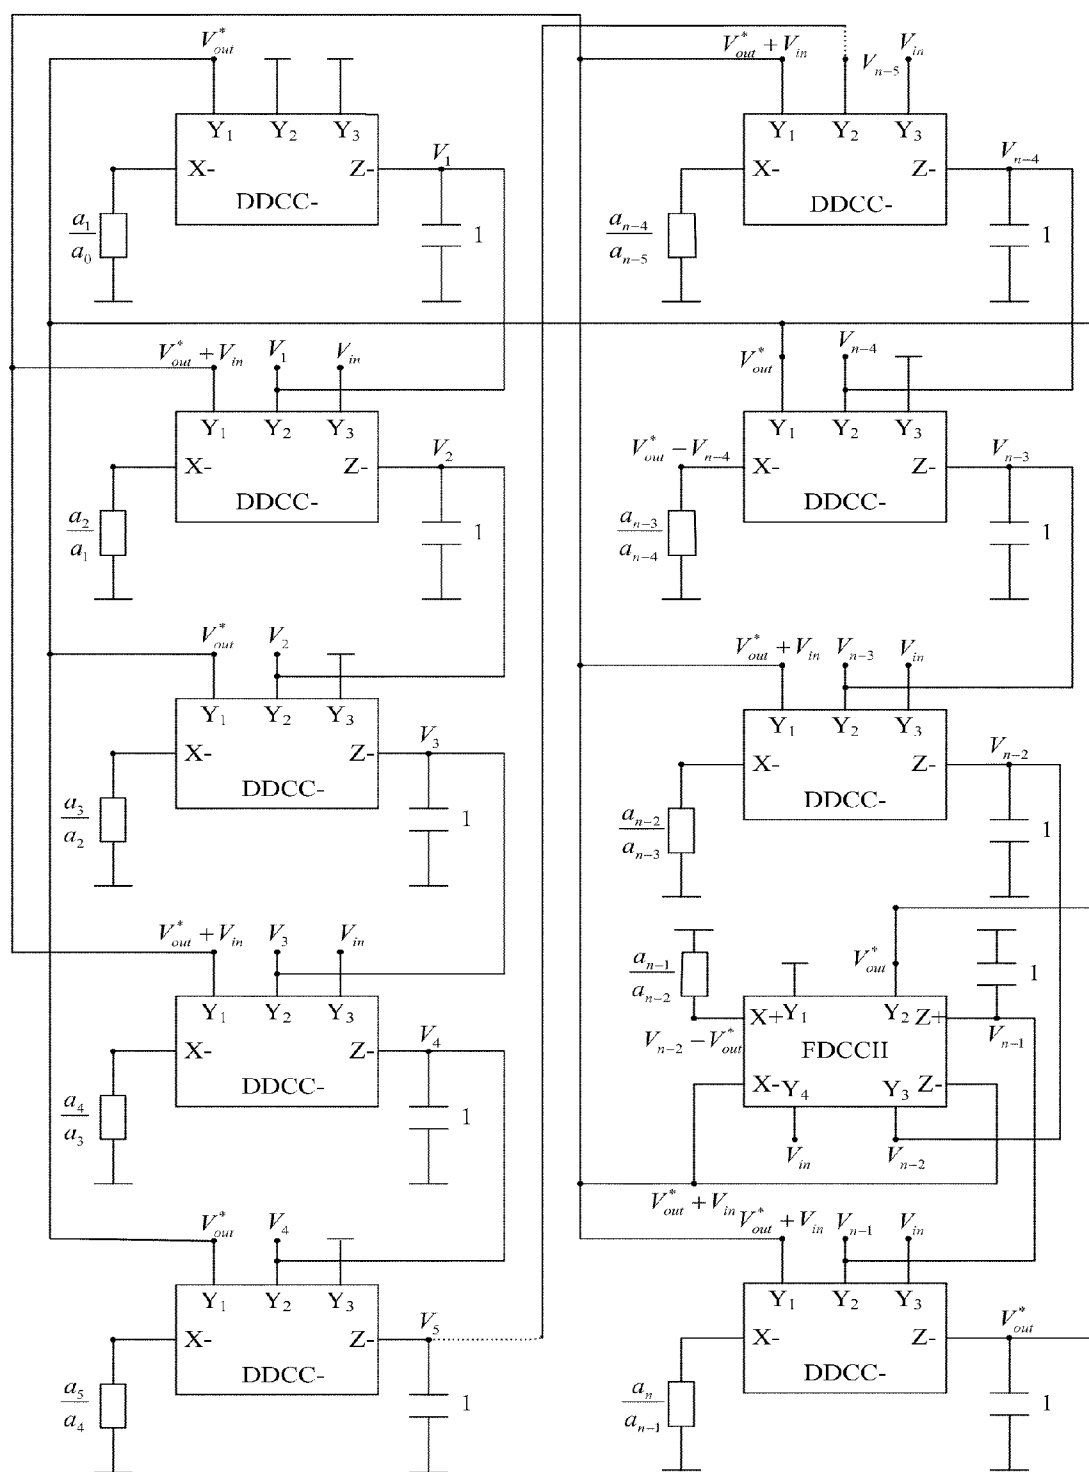 V*out
Y1 Y2 Y3
X- Z- V1
DDCC-
a1/a0 1
V*out + Vin V1 Vin
Y1 Y2 Y3
X- Z- V2
DDCC-
a2/a1 1
V*out V2
Y1 Y2 Y3
X- Z- V3
DDCC-
a3/a2 1
V*out + Vin V3 Vin
Y1 Y2 Y3
X- Z- V4
DDCC-
a4/a3 1
V*out V4
Y1 Y2 Y3
X- Z- V5
DDCC-
a5/a4 1
V*out + Vin Vn-5 Vin
Y1 Y2 Y3
X- Z- Vn-4
DDCC-
an-4/an-5 1
V*out Vn-4
Y1 Y2 Y3
V*out - Vn-4 X- Z- Vn-3
DDCC-
an-3/an-4 1
V*out + Vin Vn-3 Vin
Y1 Y2 Y3
X- Z- Vn-2
DDCC-
an-2/an-3 1
an-1/an-2 V*out 1
X+ Y1 Y2 Z+
Vn-2 - V*out FDCCII Vn-1
X- Y4 Y3 Z-
Vin Vn-2
V*out + Vin
V*out + Vin Vn-1 Vin
Y1 Y2 Y3
X- Z- V*out
DDCC-
an/an-1 1